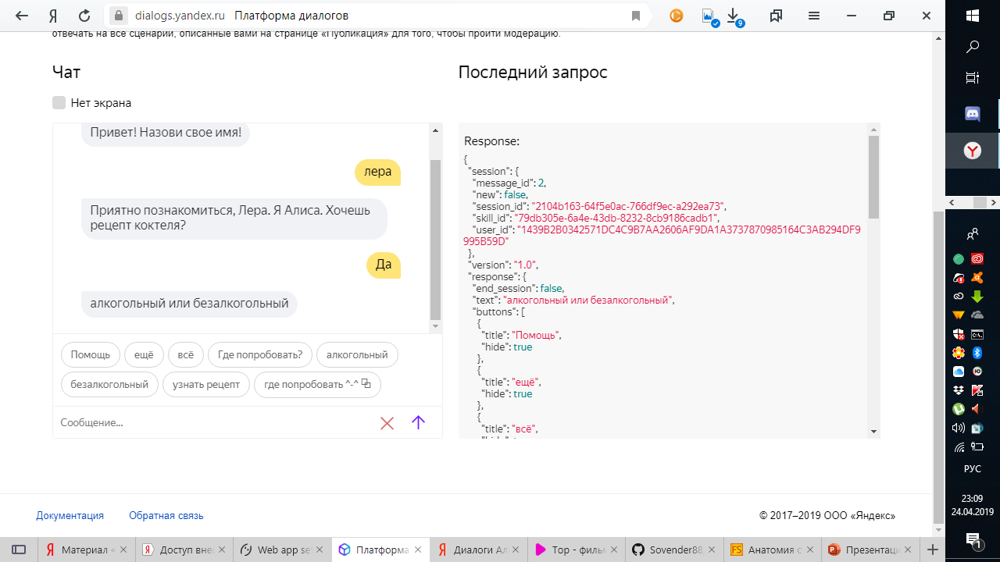 dialogs.yandex.ru Платформа диалогов
9
отвечать на все сценарии, описанные вами на странице «Публикация» для того, чтобы пройти модерацию.
Чат
Нет экрана
Привет! Назови свое имя!
лера
Приятно познакомиться, Лера. Я Алиса. Хочешь
рецепт коктеля?
Да
алкогольный или безалкогольный
Помощь ещё всё Где попробовать? алкогольный
безалкогольный узнать рецепт где попробовать ^-^
Сообщение...
Последний запрос
Response:
{
"session": {
"message_id": 2,
"new": false,
"session_id": "2104b163-64f5e0ac-766df9ec-a292ea73",
"skill_id": "79db305e-6a4e-43db-8232-8cb9186cadb1",
"user_id": "1439B2B0342571DC4C9B7AA2606AF9DA1A3737870985164C3AB294DF9
995B59D"
},
"version": "1.0",
"response": {
"end_session": false,
"text": "алкогольный или безалкогольный",
"buttons": [
{
"title": "Помощь",
"hide": true
},
{
"title": "ещё",
"hide": true
},
{
"title": "всё",
Документация Обратная связь © 2017–2019 ООО «Яндекс»
Материал « Доступ вне Web app se Платформа Диалоги Ал Top - филь Sovender88 Анатомия с Презентаци
РУС
23:09
24.04.2019
1